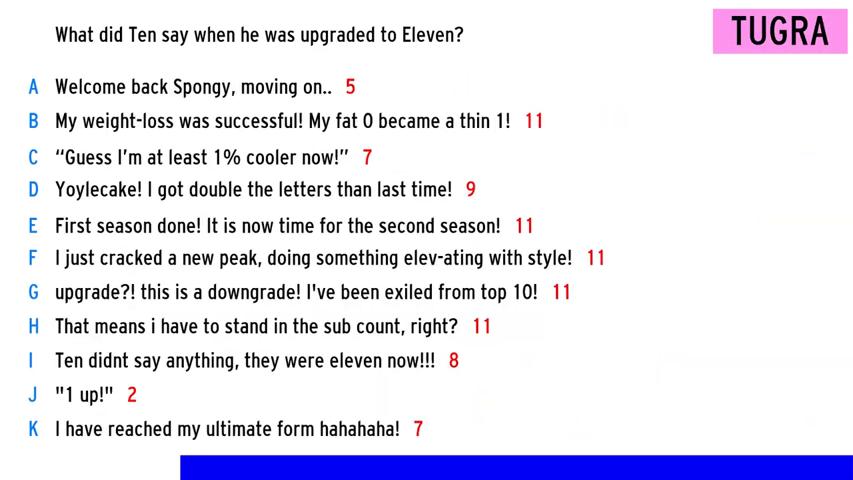 What did Ten say when he was upgraded to Eleven?
TUGRA
A Welcome back Spongy, moving on.. 5
B My weight-loss was successful! My fat 0 became a thin 1! 11
C “Guess I’m at least 1% cooler now!” 7
D Yoylecake! I got double the letters than last time! 9
E First season done! It is now time for the second season! 11
F I just cracked a new peak, doing something elev-ating with style! 11
G upgrade?! this is a downgrade! I've been exiled from top 10! 11
H That means i have to stand in the sub count, right? 11
I Ten didnt say anything, they were eleven now!!! 8
J "1 up!" 2
K I have reached my ultimate form hahahaha! 7